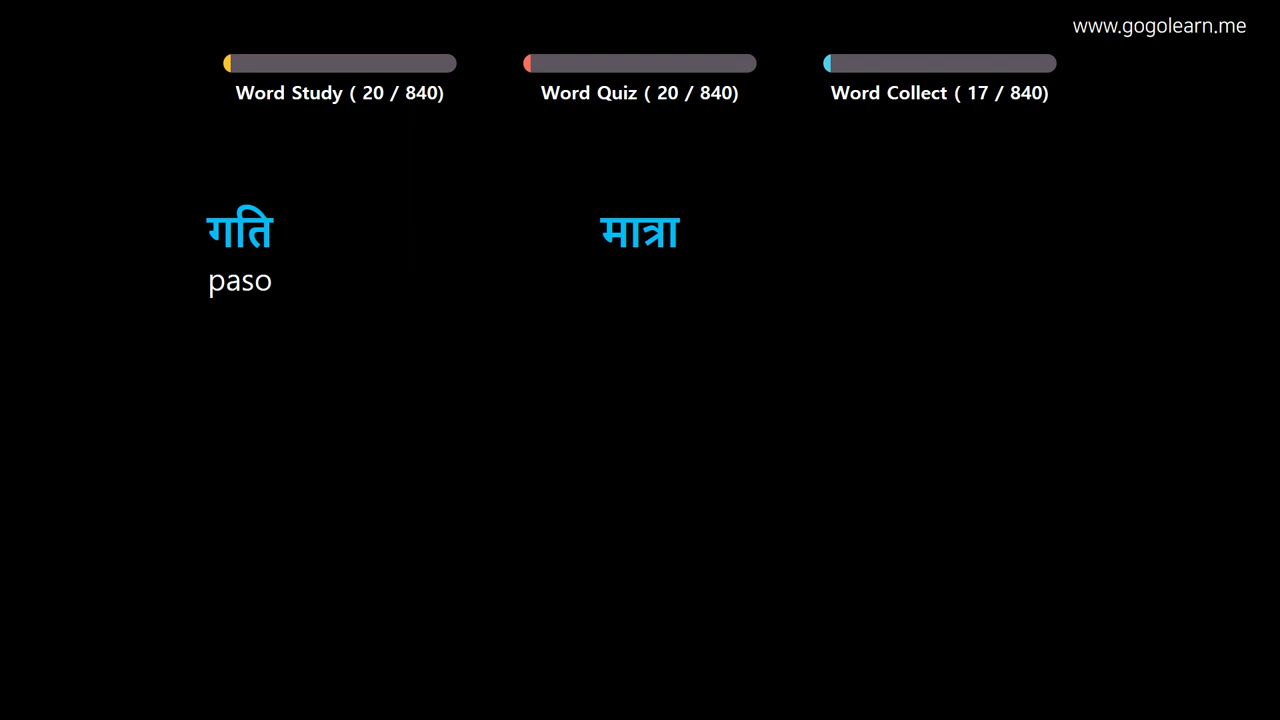 www.gogolearn.me
Word Study ( 20 / 840)
Word Quiz ( 20 / 840)
Word Collect ( 17 / 840)
गति
मात्रा
paso